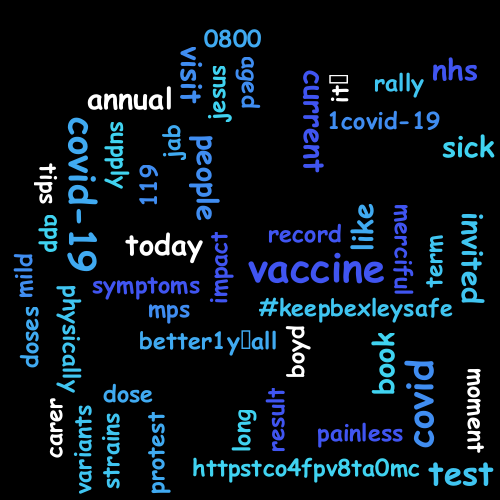 0800
visit
jesus
aged
nhs
current
it▯
rally
annual
1covid-19
sick
covid-19
supply
jab
people
tips
119
app
today
record
like
merciful
term
invited
impact
vaccine
symptoms
mild
mps
#keepbexleysafe
physically
doses
better1y▯all
boyd
book
covid
moment
carer
variants
strains
dose
protest
long
result
painless
httpstco4fpv8ta0mc
test